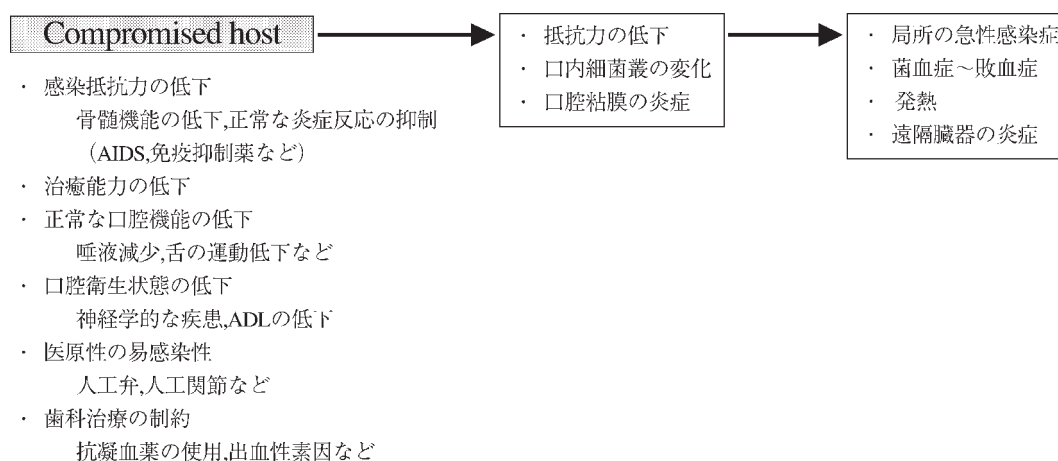 Compromised host
・ 感染抵抗力の低下
骨髄機能の低下,正常な炎症反応の抑制
（AIDS,免疫抑制薬など）
・ 治癒能力の低下
・ 正常な口腔機能の低下
唾液減少,舌の運動低下など
・ 口腔衛生状態の低下
神経学的な疾患,ADLの低下
・ 医原性の易感染性
人工弁,人工関節など
・ 歯科治療の制約
抗凝血薬の使用,出血性素因など
・ 抵抗力の低下
・ 口内細菌叢の変化
・ 口腔粘膜の炎症
・ 局所の急性感染症
・ 菌血症～敗血症
・ 発熱
・ 遠隔臓器の炎症